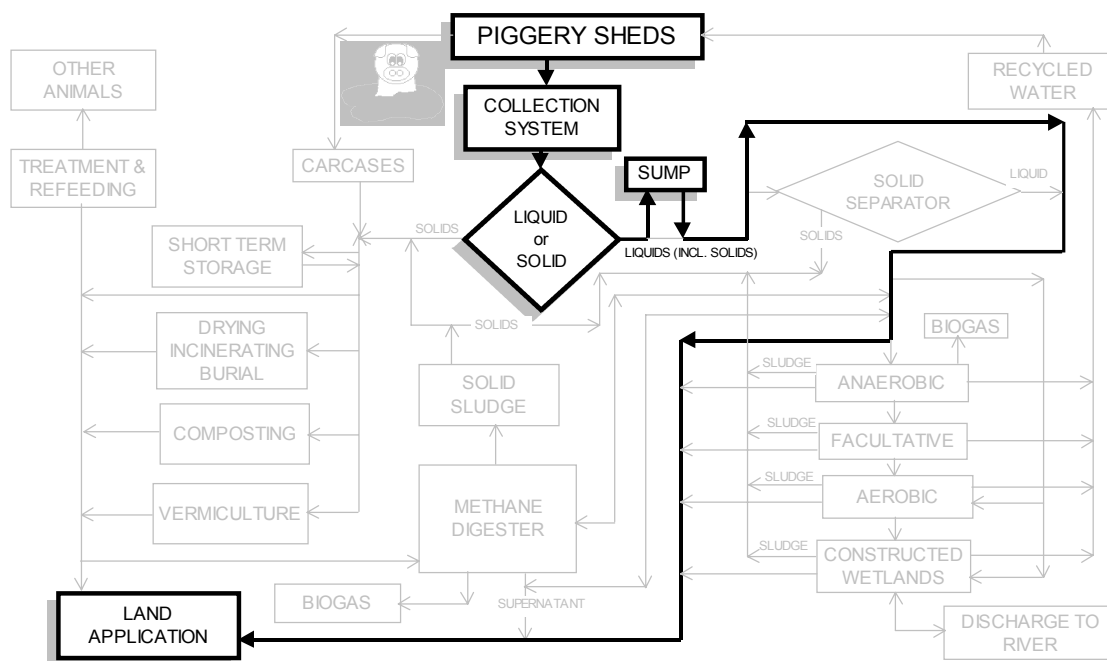 PIGGERY SHEDS
OTHER
ANIMALS
RECYCLED
WATER
COLLECTION
SYSTEM
TREATMENT &
REFEEDING
CARCASES
SUMP
SOLID
SEPARATOR
LIQUID
LIQUID
or
SOLID
SOLIDS
SOLIDS
LIQUIDS (INCL. SOLIDS)
SHORT TERM
STORAGE
SOLIDS
DRYING
INCINERATING
BURIAL
BIOGAS
SOLID
SLUDGE
SLUDGE
ANAEROBIC
COMPOSTING
SLUDGE
FACULTATIVE
METHANE
DIGESTER
SLUDGE
AEROBIC
VERMICULTURE
SLUDGE
CONSTRUCTED
WETLANDS
BIOGAS
SUPERNATANT
LAND
APPLICATION
DISCHARGE TO
RIVER